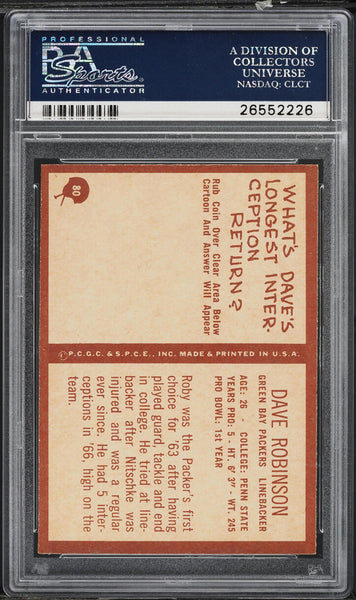 PROFESSIONAL
PSA
Sports
AUTHENTICATOR
A DIVISION OF
COLLECTORS
UNIVERSE
NASDAQ: CLCT
26552226
80
WHAT'S DAVE'S
LONGEST INTER-
CEPTION
RETURN?
Rub Coin Over Clear Area Below
Cartoon And Answer Will Appear
©P.C.G.C. & S.P.C.E., INC. MADE & PRINTED IN U.S.A.
DAVE ROBINSON
GREEN BAY PACKERS LINEBACKER
AGE: 26 - COLLEGE: PENN STATE
YEARS PRO: 5 - HT. 6' 3" - WT. 245
PRO BOWL: 1st YEAR
Roby was the Packer's first
choice for '63 after having
played guard, tackle and end
in college. He tried at line-
backer after Nitschke was
injured and was a regular
ever since. He had 5 inter-
ceptions in '66, high on the
team.